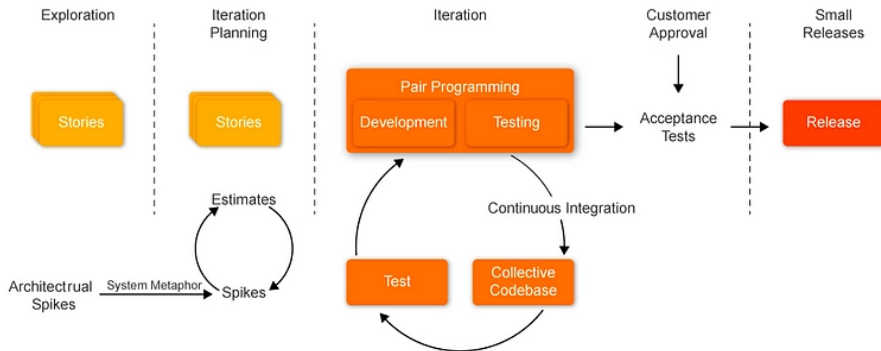 Exploration
Iteration
Planning
Iteration
Customer
Approval
Small
Releases
Stories
Stories
Pair Programming
Development
Testing
Acceptance
Tests
Release
Estimates
Continuous Integration
Architectrual
Spikes
System Metaphor
Spikes
Test
Collective
Codebase